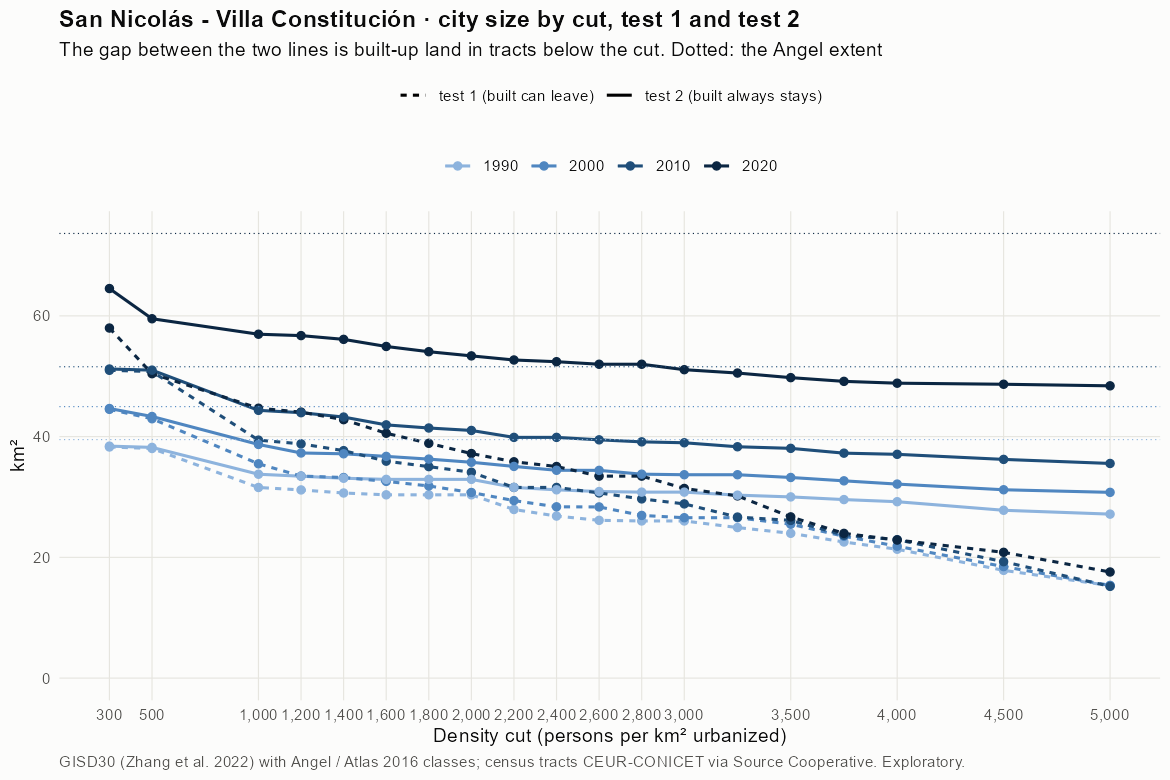 San Nicolás - Villa Constitución · city size by cut, test 1 and test 2
The gap between the two lines is built-up land in tracts below the cut. Dotted: the Angel extent
test 1 (built can leave) test 2 (built always stays)
1990 2000 2010 2020
60
40
20
0
km²
300 500 1,000 1,200 1,400 1,600 1,800 2,000 2,200 2,400 2,600 2,800 3,000 3,500 4,000 4,500 5,000
Density cut (persons per km² urbanized)
GISD30 (Zhang et al. 2022) with Angel / Atlas 2016 classes; census tracts CEUR-CONICET via Source Cooperative. Exploratory.